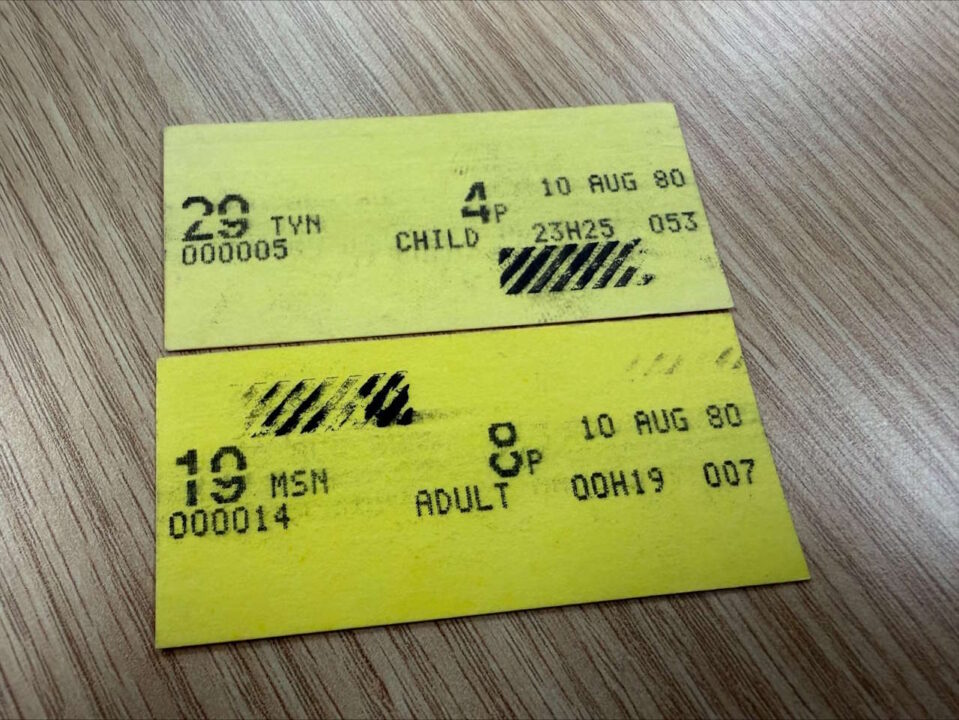 29 TYN 4P 10 AUG 80
000005 CHILD 23H25 053
19 MSN 8P 10 AUG 80
000014 ADULT 00H19 007